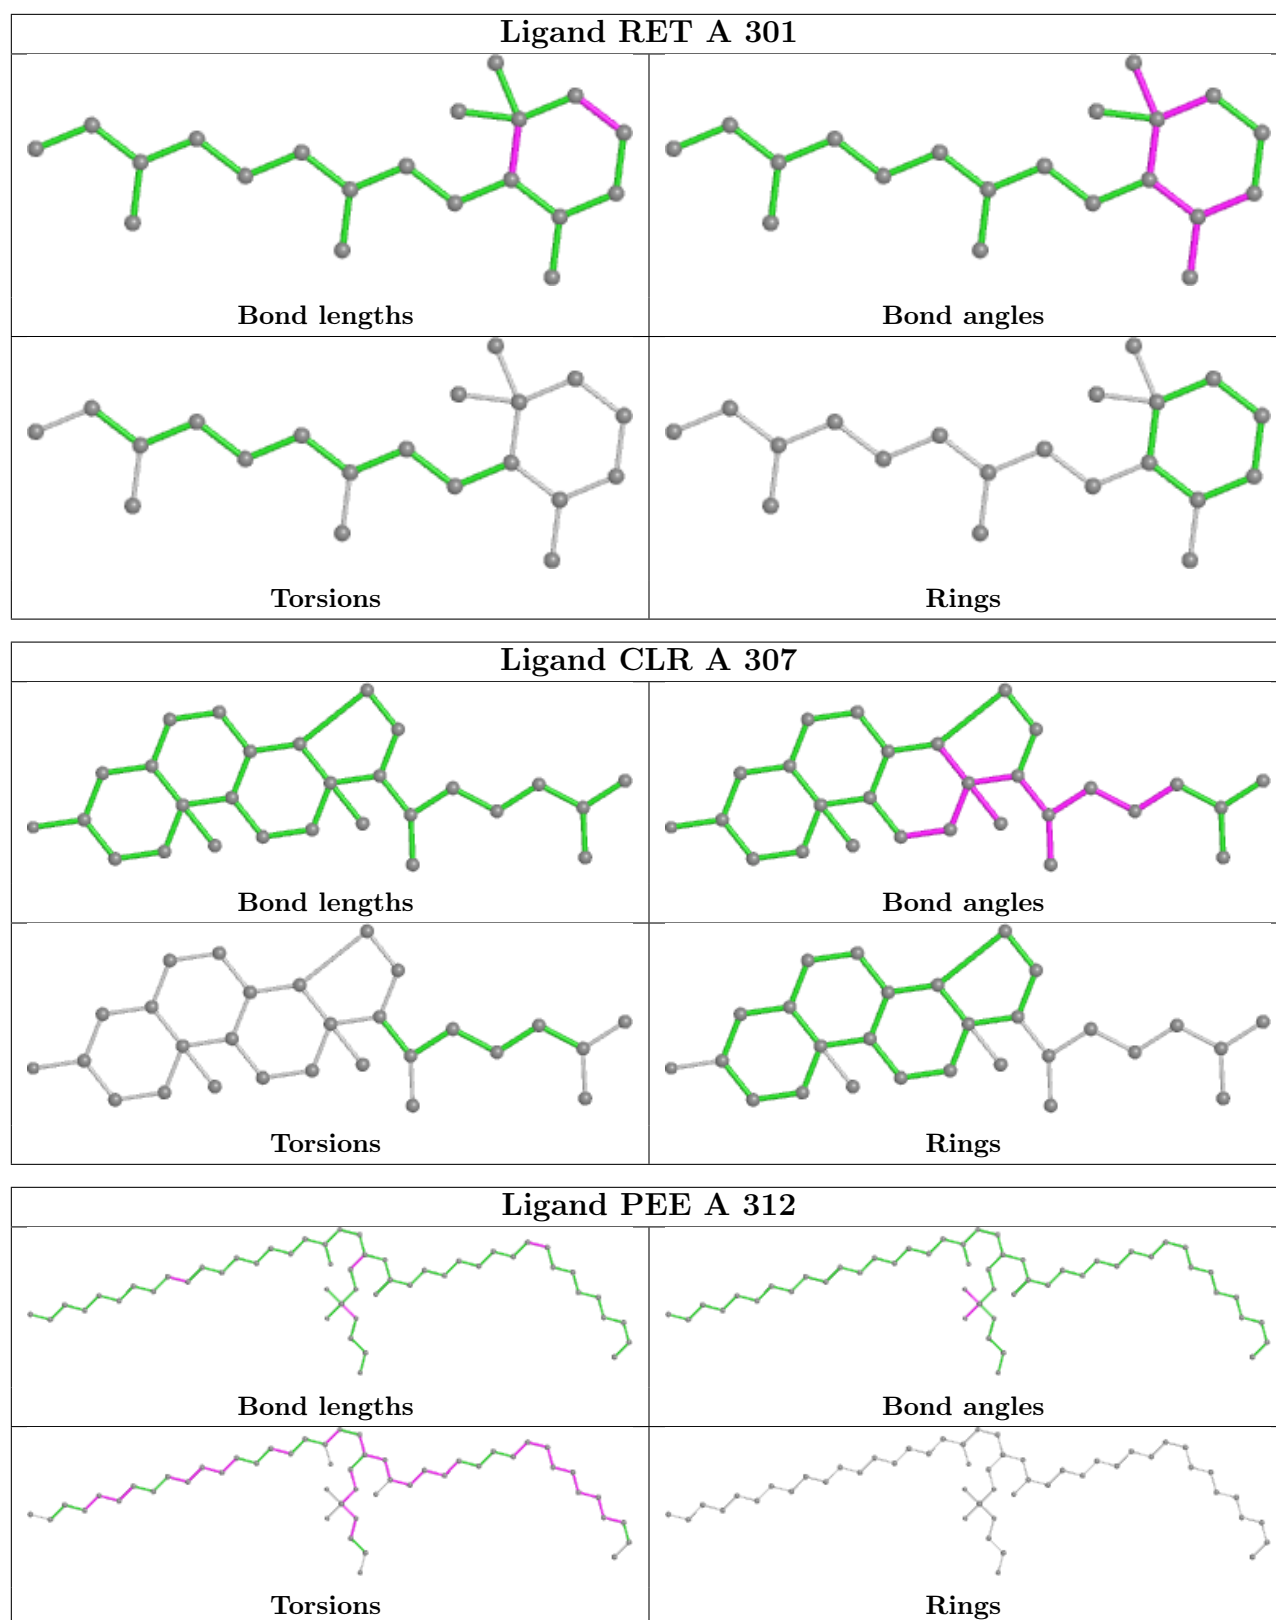 Ligand RET A 301
Bond lengths
Bond angles
Torsions
Rings
Ligand CLR A 307
Bond lengths
Bond angles
Torsions
Rings
Ligand PEE A 312
Bond lengths
Bond angles
Torsions
Rings